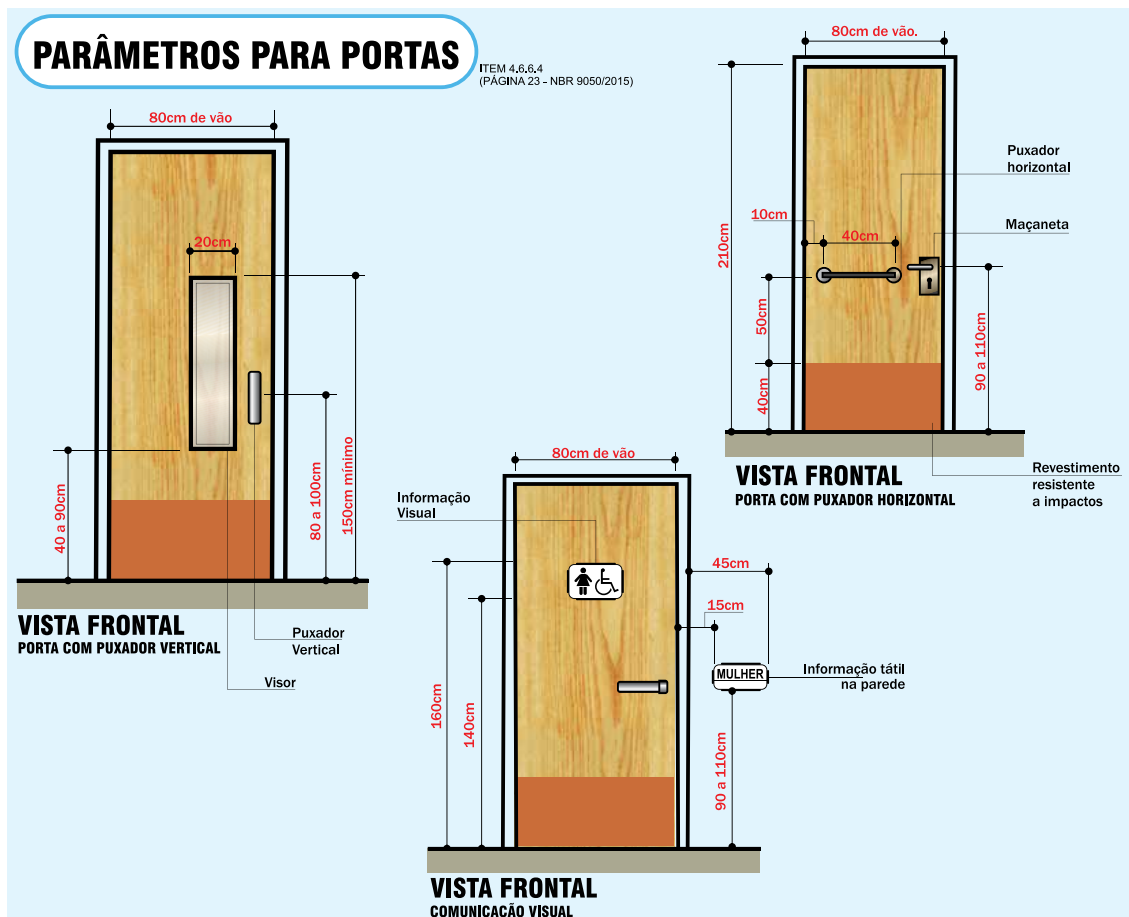 PARÂMETROS PARA PORTAS
ITEM 4.6.6.4
(PÁGINA 23 - NBR 9050/2015)
80cm de vão
20cm
40 a 90cm
80 a 100cm
150cm mínimo
VISTA FRONTAL
PORTA COM PUXADOR VERTICAL
Puxador
Vertical
Visor
80cm de vão.
210cm
10cm
40cm
50cm
40cm
90 a 110cm
Puxador
horizontal
Maçaneta
VISTA FRONTAL
PORTA COM PUXADOR HORIZONTAL
Revestimento
resistente
a impactos
80cm de vão
Informação
Visual
160cm
140cm
45cm
15cm
MULHER
Informação tátil
na parede
90 a 110cm
VISTA FRONTAL
COMUNICAÇÃO VISUAL